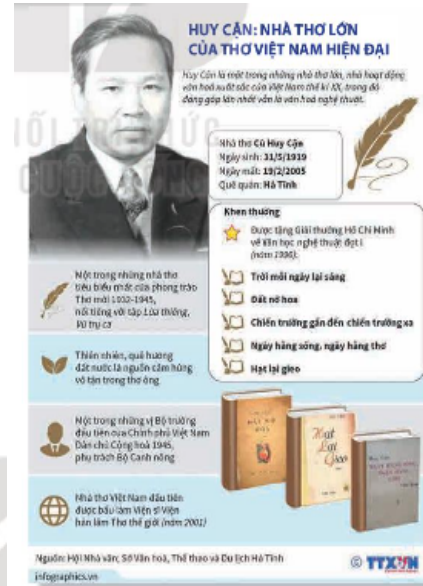 HUY CẬN: NHÀ THƠ LỚN
CỦA THƠ VIỆT NAM HIỆN ĐẠI
Huy Cận là một trong những nhà thơ lớn, nhà hoạt động
văn hoá xuất sắc của Việt Nam thế kỉ XX, trong đó
đóng góp lớn nhất vẫn là văn hoá nghệ thuật.
KẾT NỐI TRI THỨC
CUỘC SỐNG
Nhà thơ Cù Huy Cận
Ngày sinh: 31/5/1919
Ngày mất: 19/2/2005
Quê quán: Hà Tĩnh
Khen thưởng
Được tặng Giải thưởng Hồ Chí Minh
về Văn học nghệ thuật đợt I
(năm 1996):
Trời mỗi ngày lại sáng
Đất nở hoa
Chiến trường gần đến chiến trường xa
Ngày hằng sống, ngày hằng thơ
Hạt lại gieo
Một trong những nhà thơ
tiêu biểu nhất của phong trào
Thơ mới 1932-1945,
nổi tiếng với tập Lửa thiêng,
Vũ trụ ca
Thiên nhiên, quê hương
đất nước là nguồn cảm hứng
vô tận trong thơ ông
Một trong những vị Bộ trưởng
đầu tiên của Chính phủ Việt Nam
Dân chủ Cộng hoà 1945,
phụ trách Bộ Canh nông
Nhà thơ Việt Nam đầu tiên
được bầu làm Viện sĩ Viện
hàn lâm Thơ thế giới (năm 2001)
Hạt
Lại
Gieo
Nguồn: Hội Nhà văn; Sở Văn hoá, Thể thao và Du lịch Hà Tĩnh
© TTXVN
infographics.vn